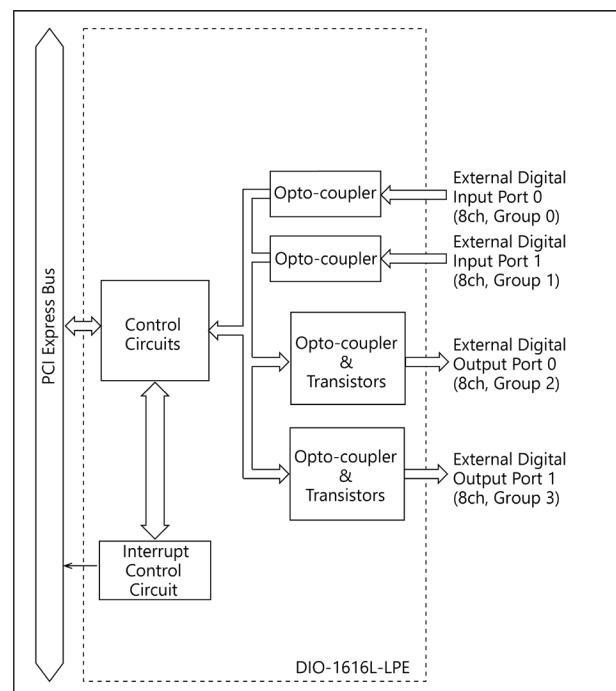 PCI Express Bus
Control
Circuits
Interrupt
Control
Circuit
Opto-coupler
Opto-coupler
Opto-coupler
&
Transistors
Opto-coupler
&
Transistors
External Digital
Input Port 0
(8ch, Group 0)
External Digital
Input Port 1
(8ch, Group 1)
External Digital
Output Port 0
(8ch, Group 2)
External Digital
Output Port 1
(8ch, Group 3)
DIO-1616L-LPE